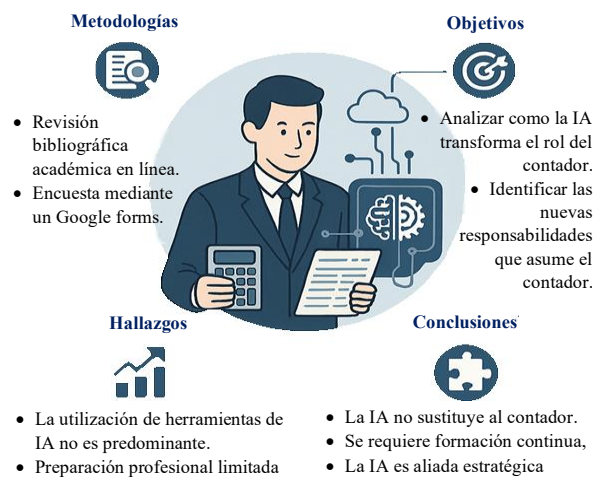 Metodologías
• Revisión
bibliográfica
académica en línea.
• Encuesta mediante
un Google forms.
Objetivos
• Analizar como la IA
transforma el rol del
contador.
• Identificar las
nuevas
responsabilidades
que asume el
contador.
Hallazgos
• La utilización de herramientas de
IA no es predominante.
• Preparación profesional limitada
Conclusiones
• La IA no sustituye al contador.
• Se requiere formación continua,
• La IA es aliada estratégica